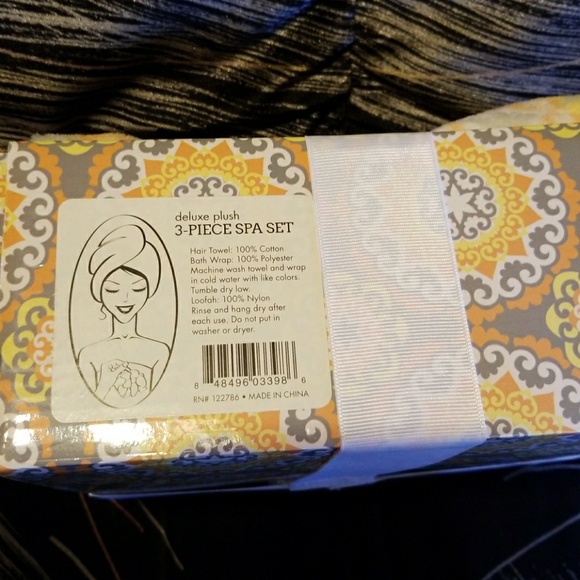 deluxe plush
3-PIECE SPA SET
Hair Towel: 100% Cotton
Bath Wrap: 100% Polyester
Machine wash towel and wrap
in cold water with like colors.
Tumble dry low.
Loofah: 100% Nylon
Rinse and hang dry after
each use. Do not put in
washer or dryer.
8 48496 03398 6
RN# 122786 • MADE IN CHINA